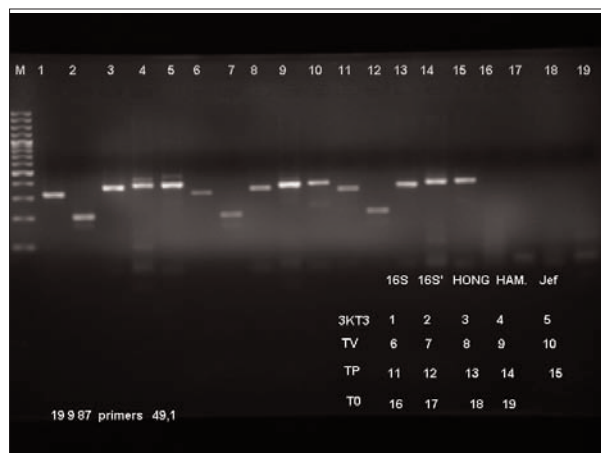 M 1 2 3 4 5 6 7 8 9 10 11 12 13 14 15 16 17 18 19
16S 16S' HONG HAM. Jef
3KT3 1 2 3 4 5
TV 6 7 8 9 10
TP 11 12 13 14 15
T0 16 17 18 19
19 9 87 primers 49,1